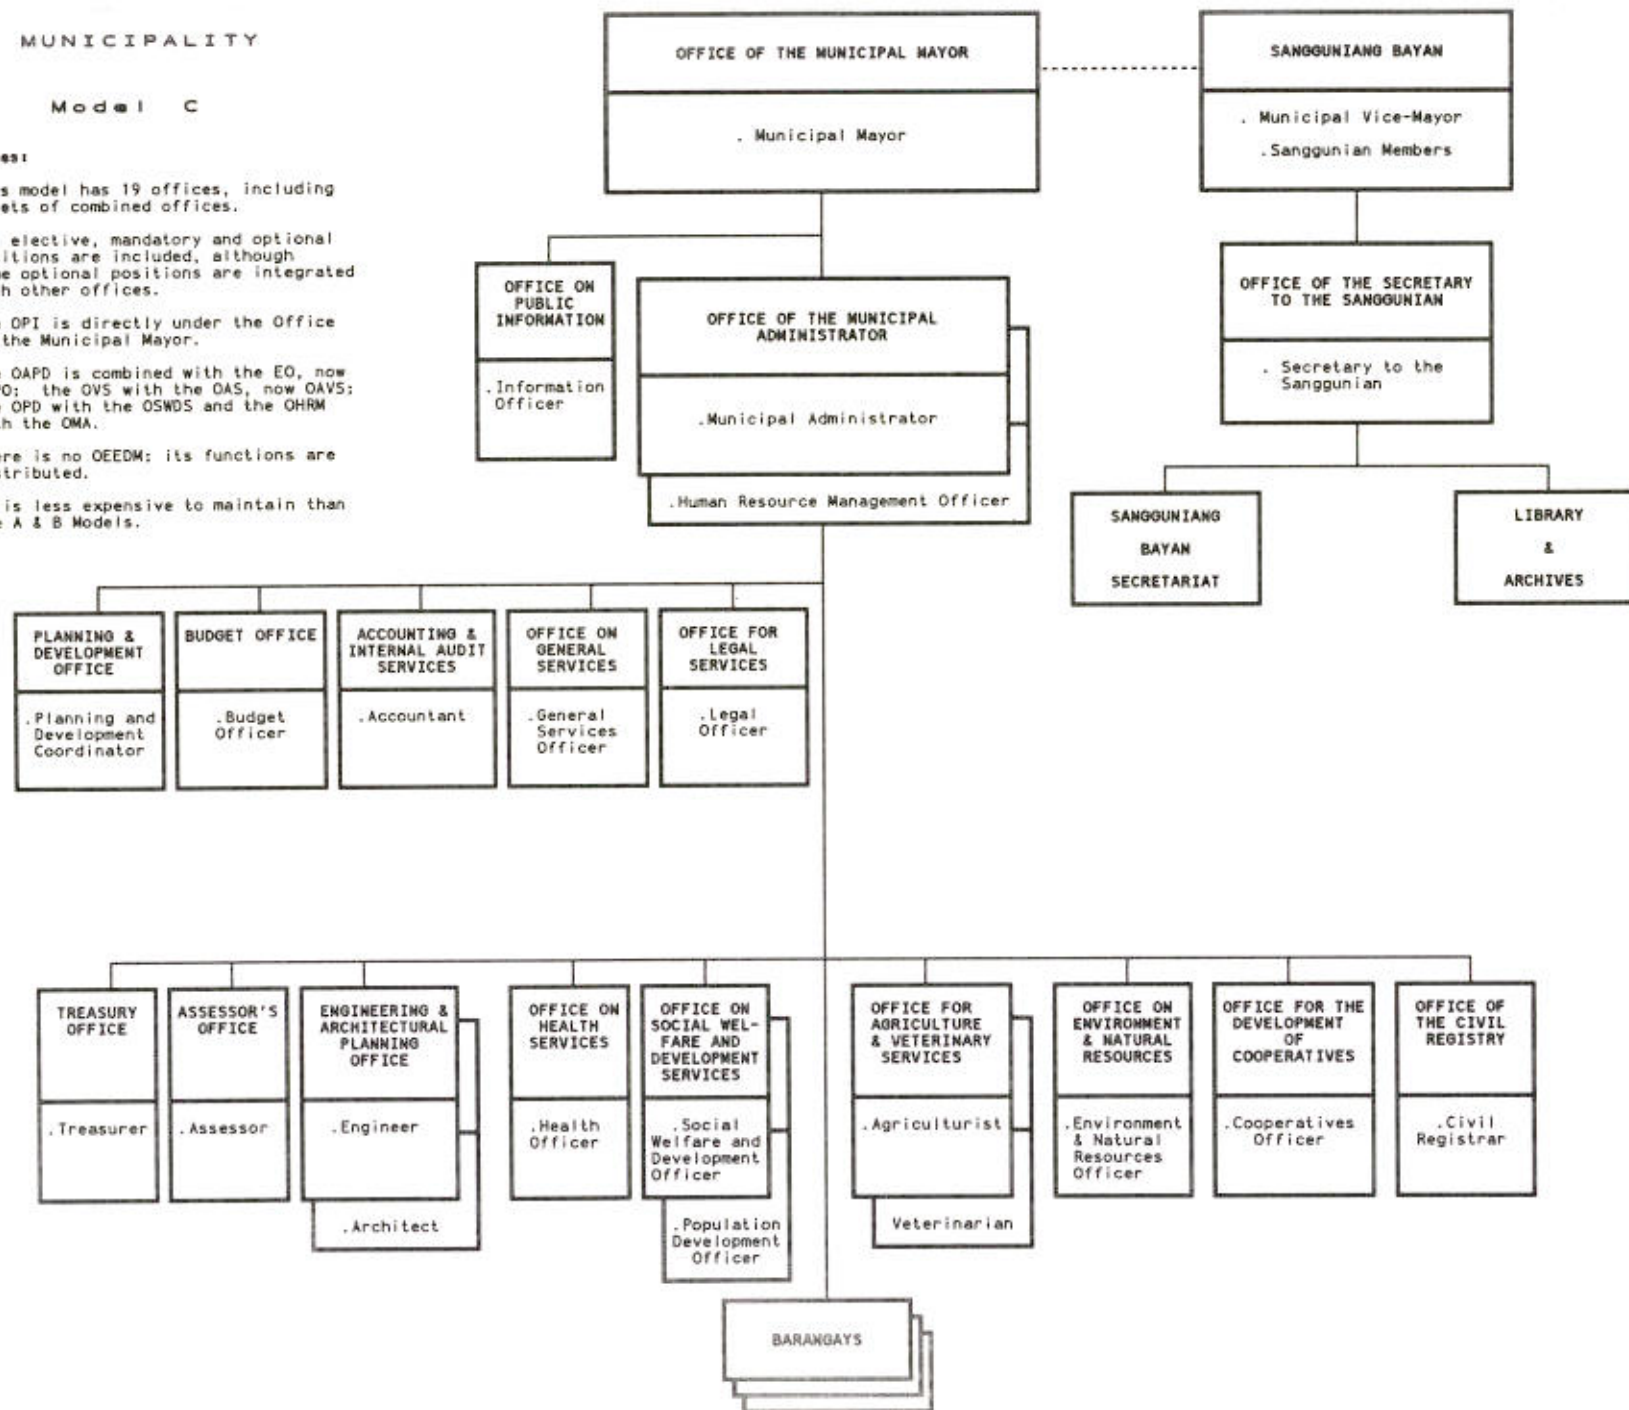 MUNICIPALITY
Model C
es:
s model has 19 offices, including
ets of combined offices.
elective, mandatory and optional
itions are included, although
e optional positions are integrated
h other offices.
OPI is directly under the Office
the Municipal Mayor.
OAPD is combined with the EO, now
PO; the OVS with the OAS, now OAVS;
e OPD with the OSWDS and the OHRM
th the OMA.
ere is no OEEDM; its functions are
stributed.
is less expensive to maintain than
e A & B Models.
OFFICE OF THE MUNICIPAL MAYOR
. Municipal Mayor
SANGGUNIANG BAYAN
. Municipal Vice-Mayor
.Sanggunian Members
OFFICE ON
PUBLIC
INFORMATION
.Information
Officer
OFFICE OF THE MUNICIPAL
ADMINISTRATOR
.Municipal Administrator
.Human Resource Management Officer
OFFICE OF THE SECRETARY
TO THE SANGGUNIAN
. Secretary to the
Sanggunian
SANGGUNIANG
BAYAN
SECRETARIAT
LIBRARY
&
ARCHIVES
PLANNING &
DEVELOPMENT
OFFICE
.Planning and
Development
Coordinator
BUDGET OFFICE
.Budget
Officer
ACCOUNTING &
INTERNAL AUDIT
SERVICES
.Accountant
OFFICE ON
GENERAL
SERVICES
.General
Services
Officer
OFFICE FOR
LEGAL
SERVICES
.Legal
Officer
TREASURY
OFFICE
.Treasurer
ASSESSOR'S
OFFICE
.Assessor
ENGINEERING &
ARCHITECTURAL
PLANNING
OFFICE
.Engineer
.Architect
OFFICE ON
HEALTH
SERVICES
.Health
Officer
OFFICE ON
SOCIAL WEL-
FARE AND
DEVELOPMENT
SERVICES
.Social
Welfare and
Development
Officer
.Population
Development
Officer
OFFICE FOR
AGRICULTURE
& VETERINARY
SERVICES
.Agriculturist
Veterinarian
OFFICE ON
ENVIRONMENT
& NATURAL
RESOURCES
.Environment
& Natural
Resources
Officer
OFFICE FOR THE
DEVELOPMENT
OF
COOPERATIVES
.Cooperatives
Officer
OFFICE OF
THE CIVIL
REGISTRY
.Civil
Registrar
BARANGAYS